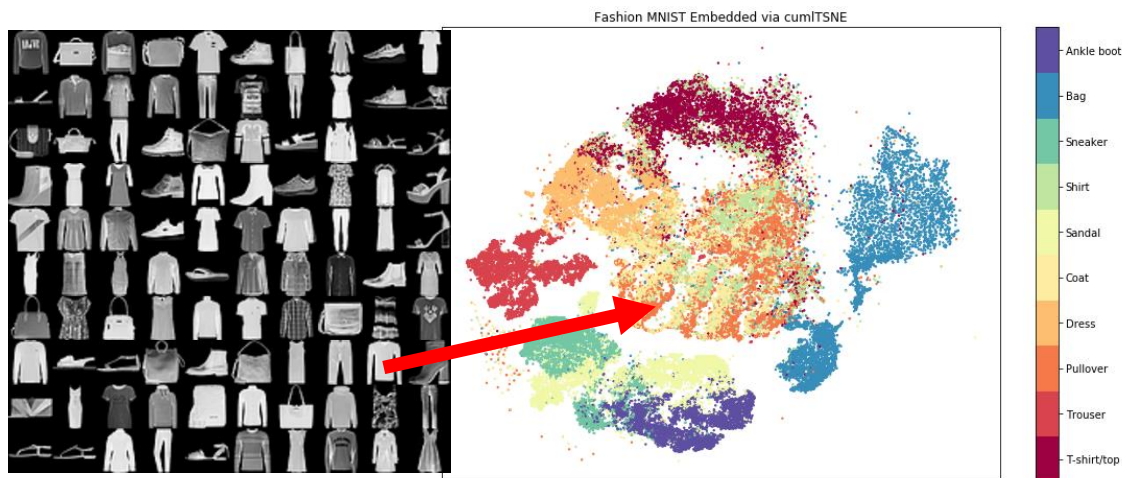 Fashion MNIST Embedded via cumlTSNE
Ankle boot
Bag
Sneaker
Shirt
Sandal
Coat
Dress
Pullover
Trouser
T-shirt/top